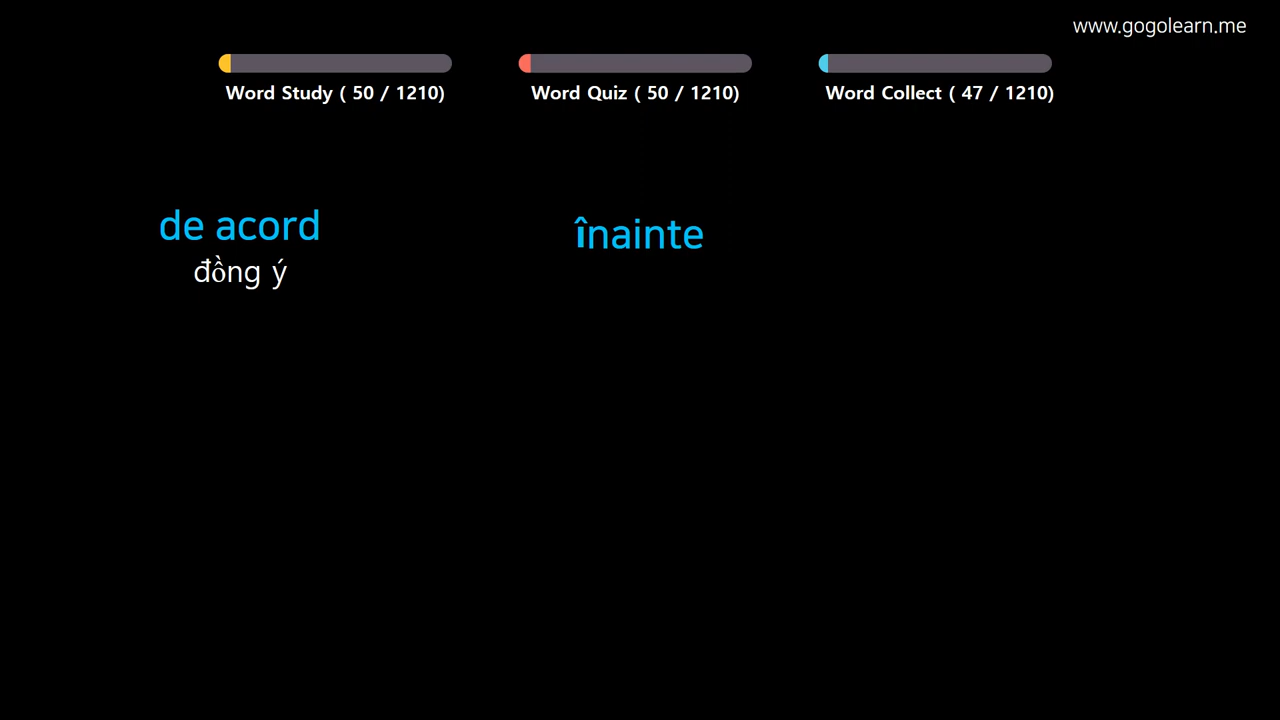 www.gogolearn.me
Word Study ( 50 / 1210)
Word Quiz ( 50 / 1210)
Word Collect ( 47 / 1210)
de acord
đồng ý
înainte